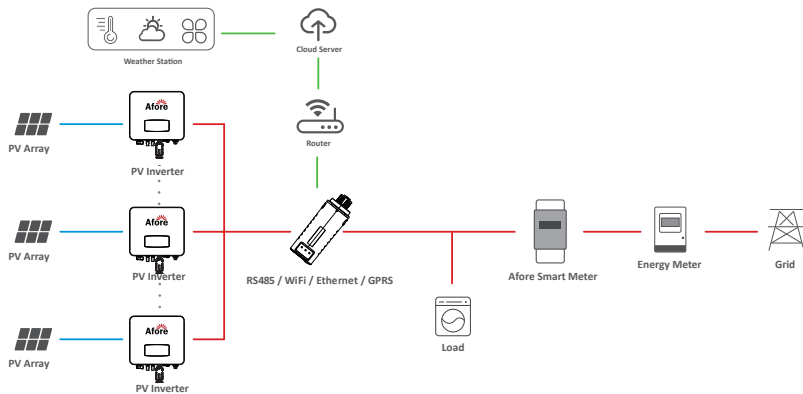 Weather Station
Cloud Server
Router
Afore
PV Array
PV Inverter
Afore
PV Array
PV Inverter
RS485 / WiFi / Ethernet / GPRS
Afore Smart Meter
Energy Meter
Grid
Load
Afore
PV Array
PV Inverter